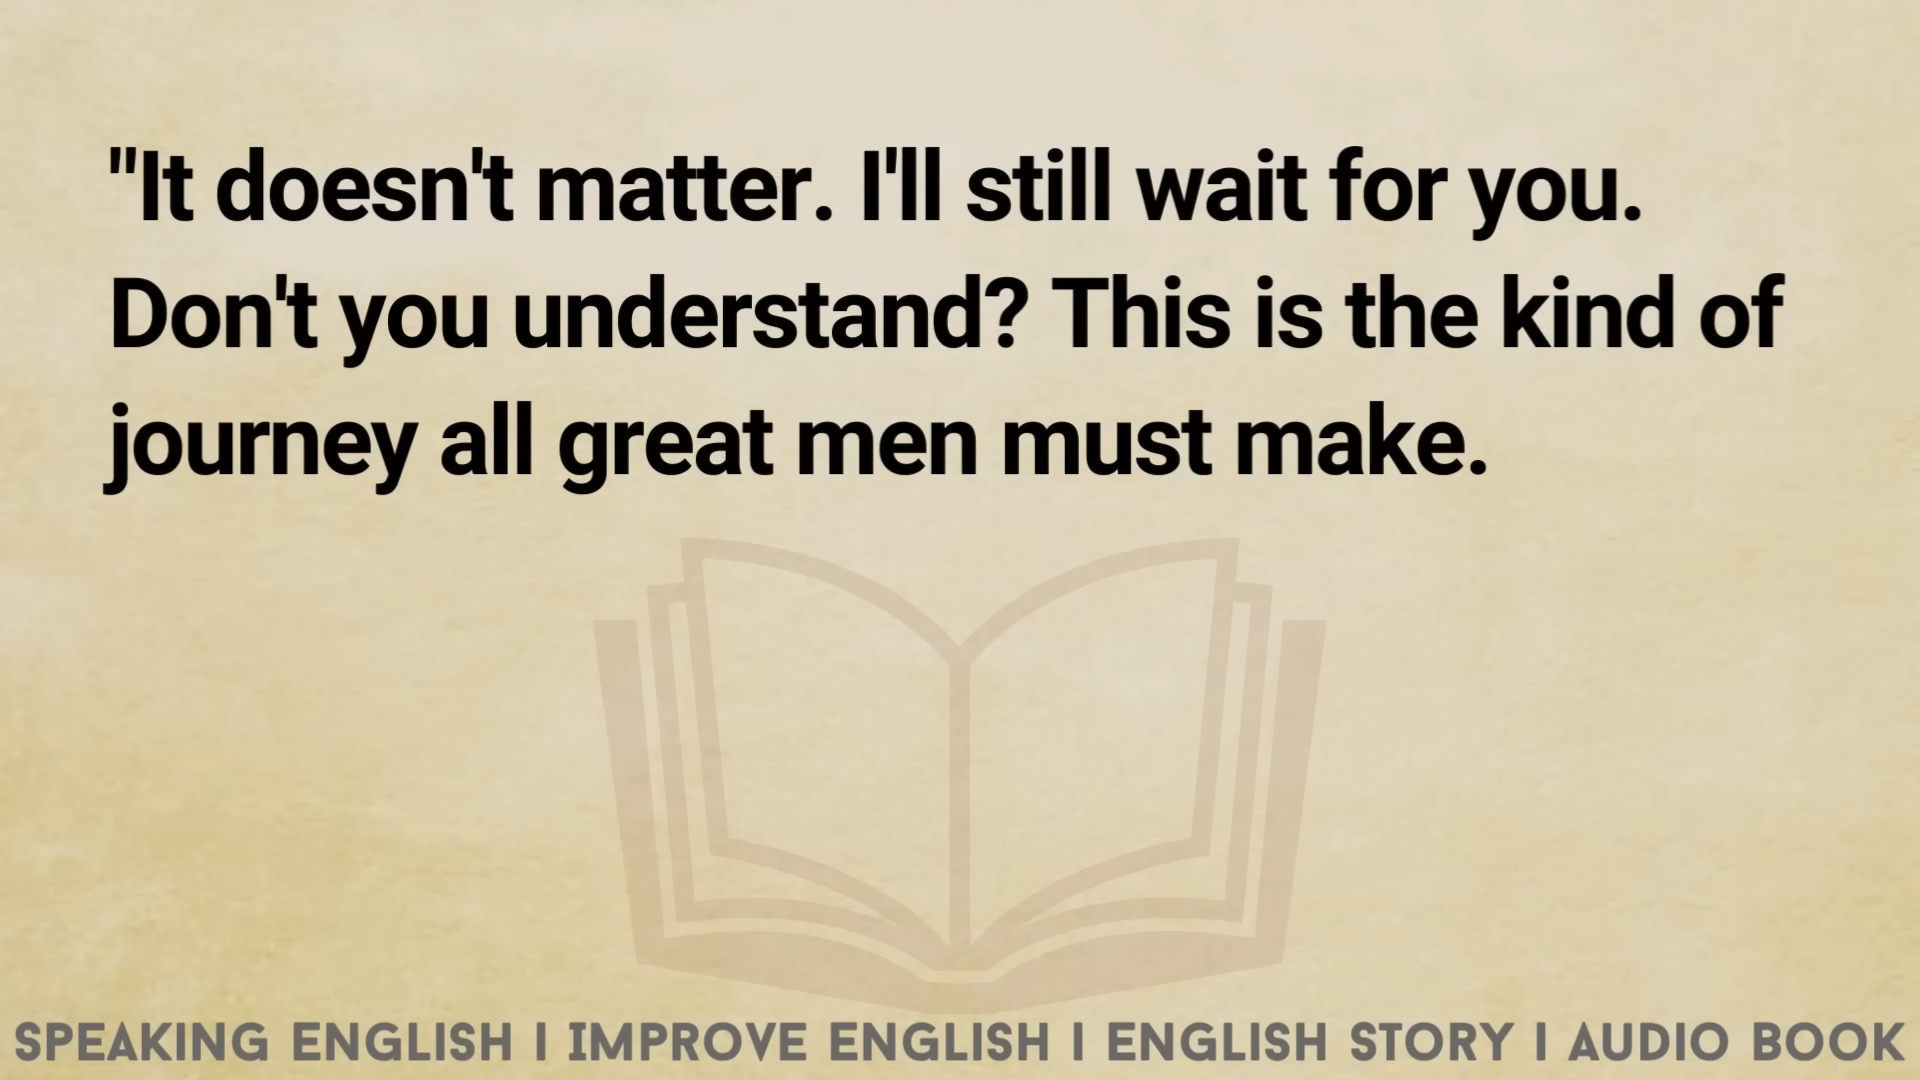 "It doesn't matter. I'll still wait for you.
Don't you understand? This is the kind of
journey all great men must make.
SPEAKING ENGLISH I IMPROVE ENGLISH I ENGLISH STORY I AUDIO BOOK